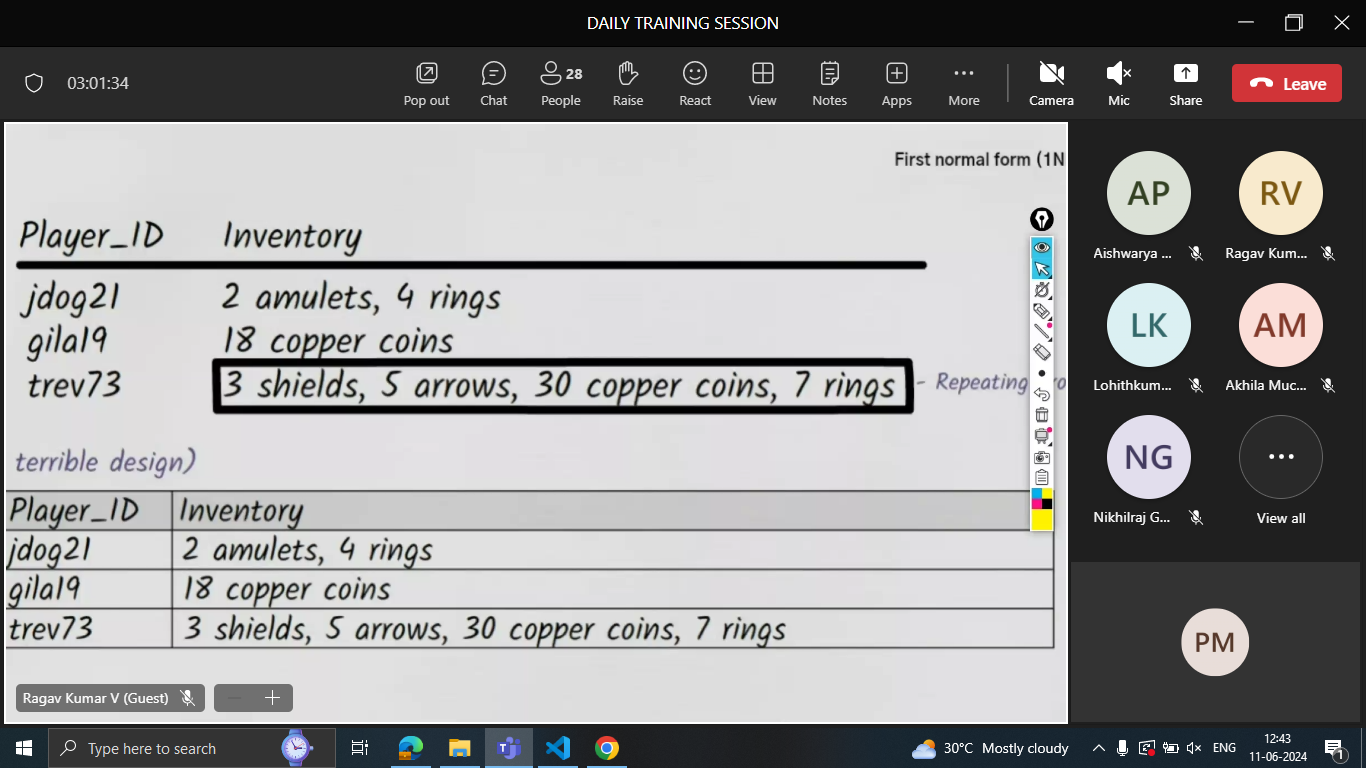 DAILY TRAINING SESSION
03:01:34
Pop out
Chat
28
People
Raise
React
View
Notes
Apps
More
Camera
Mic
Share
Leave
First normal form (1N
Player_ID Inventory
jdog21 2 amulets, 4 rings
gila19 18 copper coins
trev73 3 shields, 5 arrows, 30 copper coins, 7 rings - Repeating
terrible design)
Player_ID Inventory
jdog21 2 amulets, 4 rings
gila19 18 copper coins
trev73 3 shields, 5 arrows, 30 copper coins, 7 rings
Ragav Kumar V (Guest)
AP
Aishwarya ...
RV
Ragav Kum...
LK
Lohithkum...
AM
Akhila Muc...
NG
Nikhilraj G...
View all
PM
Type here to search
30°C Mostly cloudy
ENG
12:43
11-06-2024
1